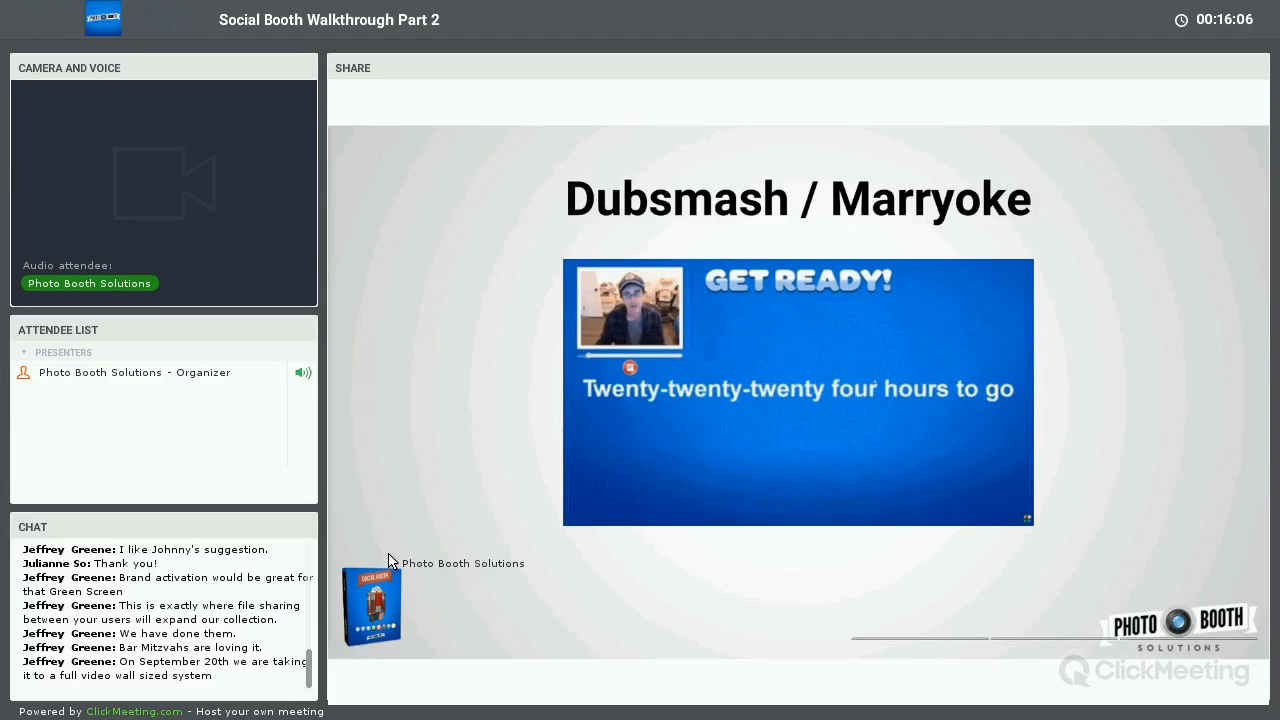 Social Booth Walkthrough Part 2
00:16:06
CAMERA AND VOICE
Audio attendee:
Photo Booth Solutions
ATTENDEE LIST
PRESENTERS
Photo Booth Solutions - Organizer
CHAT
Jeffrey Greene: I like Johnny's suggestion.
Julianne So: Thank you!
Jeffrey Greene: Brand activation would be great for
that Green Screen
Jeffrey Greene: This is exactly where file sharing
between your users will expand our collection.
Jeffrey Greene: We have done them.
Jeffrey Greene: Bar Mitzvahs are loving it.
Jeffrey Greene: On September 20th we are taking
it to a full video wall sized system
Powered by ClickMeeting.com - Host your own meeting
SHARE
Dubsmash / Marryoke
GET READY!
Twenty-twenty-twenty four hours to go
Photo Booth Solutions
SOCIAL BOOTH
PHOTO BOOTH
SOLUTIONS
ClickMeeting